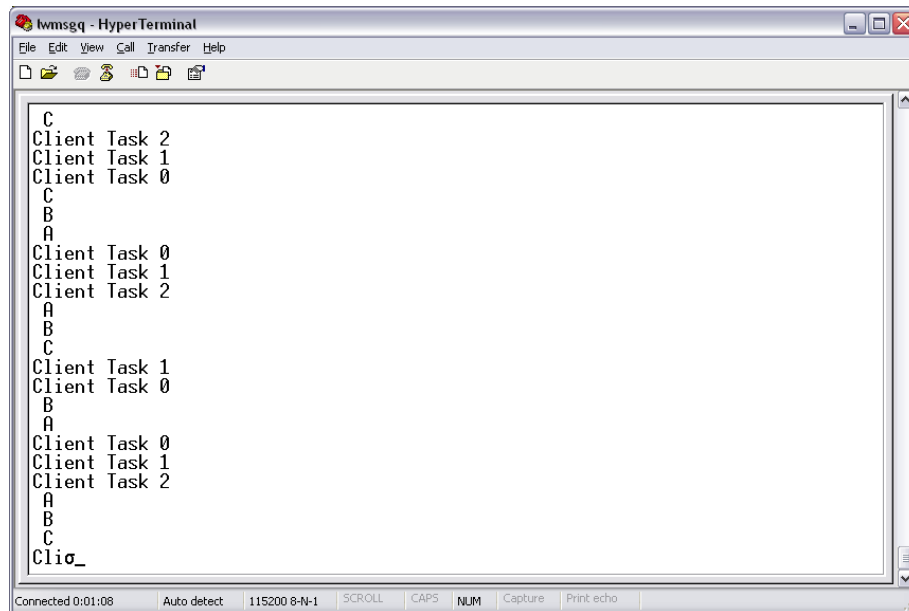 lwmsgq - HyperTerminal
File Edit View Call Transfer Help
C
Client Task 2
Client Task 1
Client Task 0
C
B
A
Client Task 0
Client Task 1
Client Task 2
A
B
C
Client Task 1
Client Task 0
B
A
Client Task 0
Client Task 1
Client Task 2
A
B
C
Cliσ_
Connected 0:01:08 Auto detect 115200 8-N-1 SCROLL CAPS NUM Capture Print echo